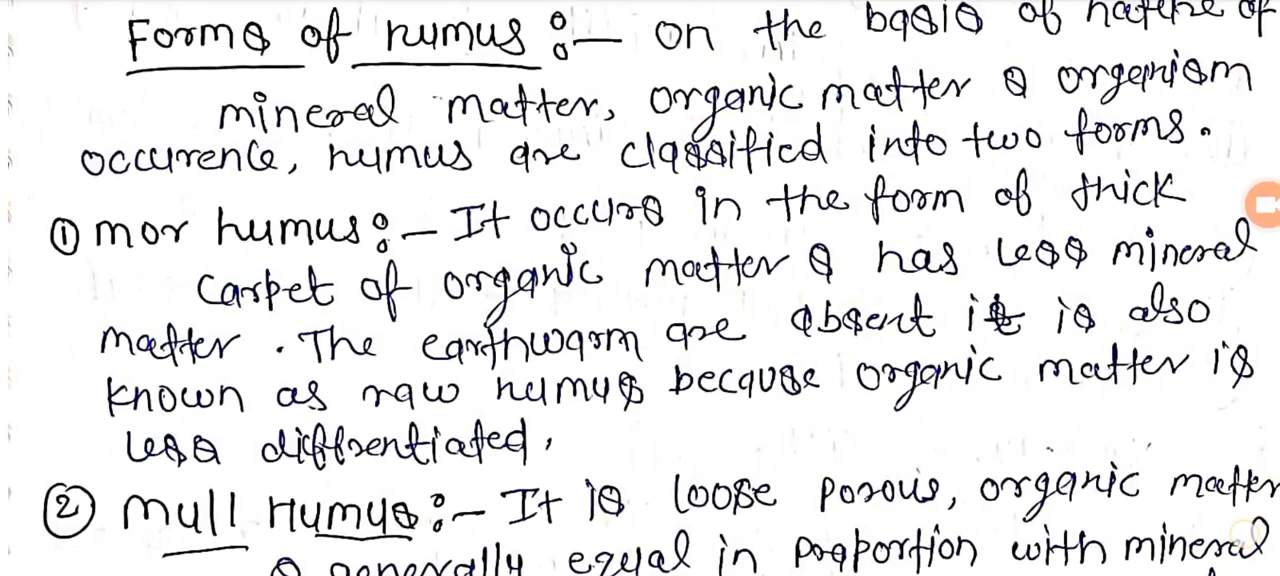 Forms of humus :— on the basis of nature of
mineral matter, organic matter & organism
occurence, humus are classified into two forms.
① mor humus :— It occurs in the form of thick
carpet of organic matter & has less mineral
matter. The earthwarm are absent it is also
known as raw humus because organic matter is
less diffrentiated,
② Mull Humus :— It is loose porous, organic matter
& generally equal in proportion with mineral